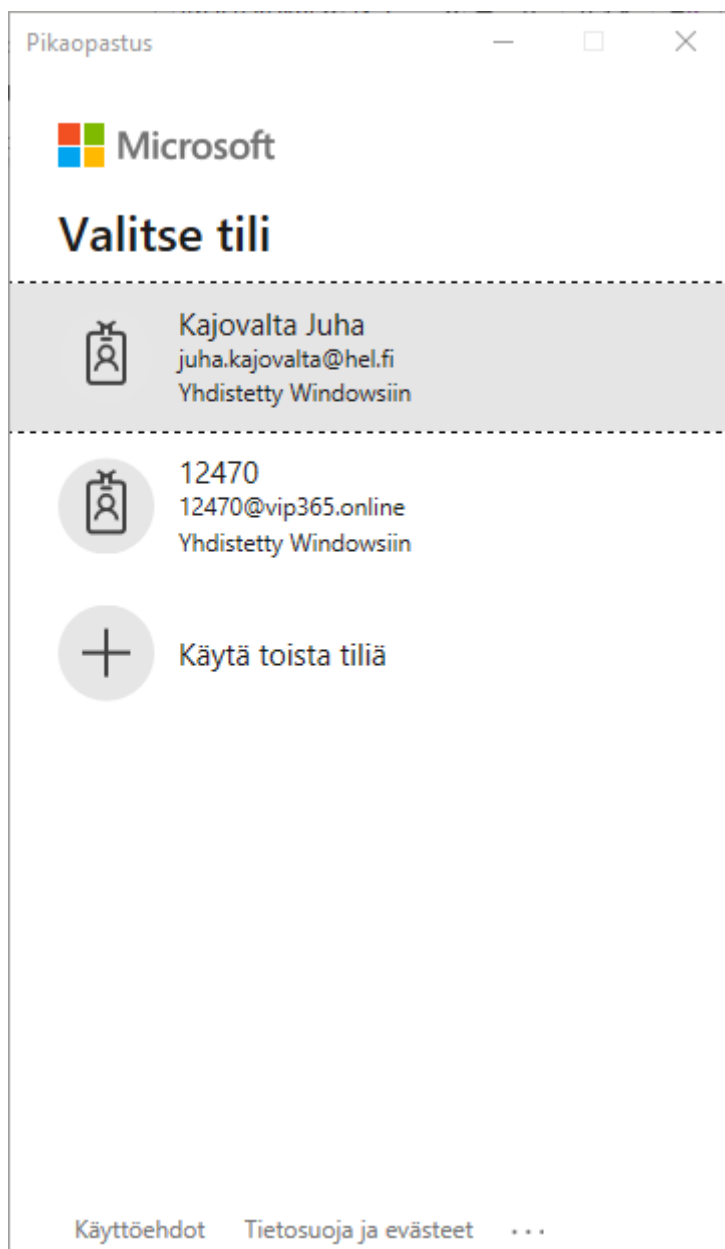 Pikaopastus
Microsoft
Valitse tili
Kajovalta Juha
juha.kajovalta@hel.fi
Yhdistetty Windowsiin
12470
12470@vip365.online
Yhdistetty Windowsiin
Käytä toista tiliä
Käyttöehdot Tietosuoja ja evästeet ...